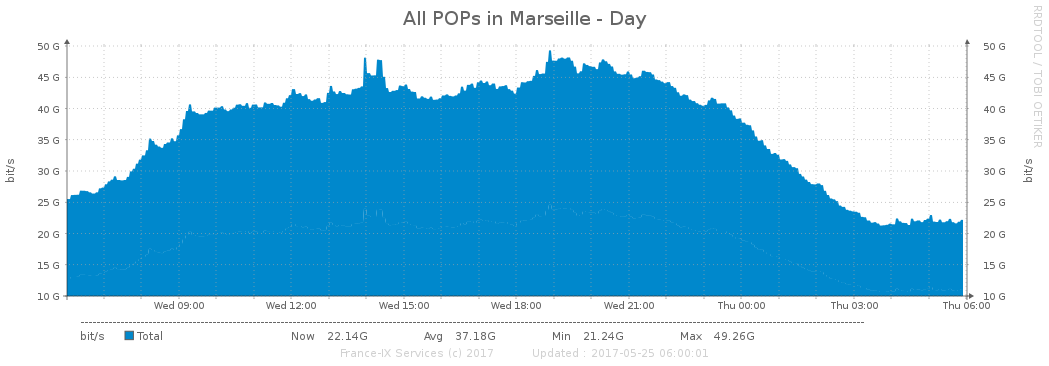 All POPs in Marseille - Day
RRDTOOL / TOBI OETIKER
50 G 50 G
45 G 45 G
40 G 40 G
35 G 35 G
30 G 30 G
25 G 25 G
20 G 20 G
15 G 15 G
10 G 10 G
bit/s bit/s
Wed 09:00 Wed 12:00 Wed 15:00 Wed 18:00 Wed 21:00 Thu 00:00 Thu 03:00 Thu 06:00
bit/s Total Now 22.14G Avg 37.18G Min 21.24G Max 49.26G
France-IX Services (c) 2017 Updated : 2017-05-25 06:00:01